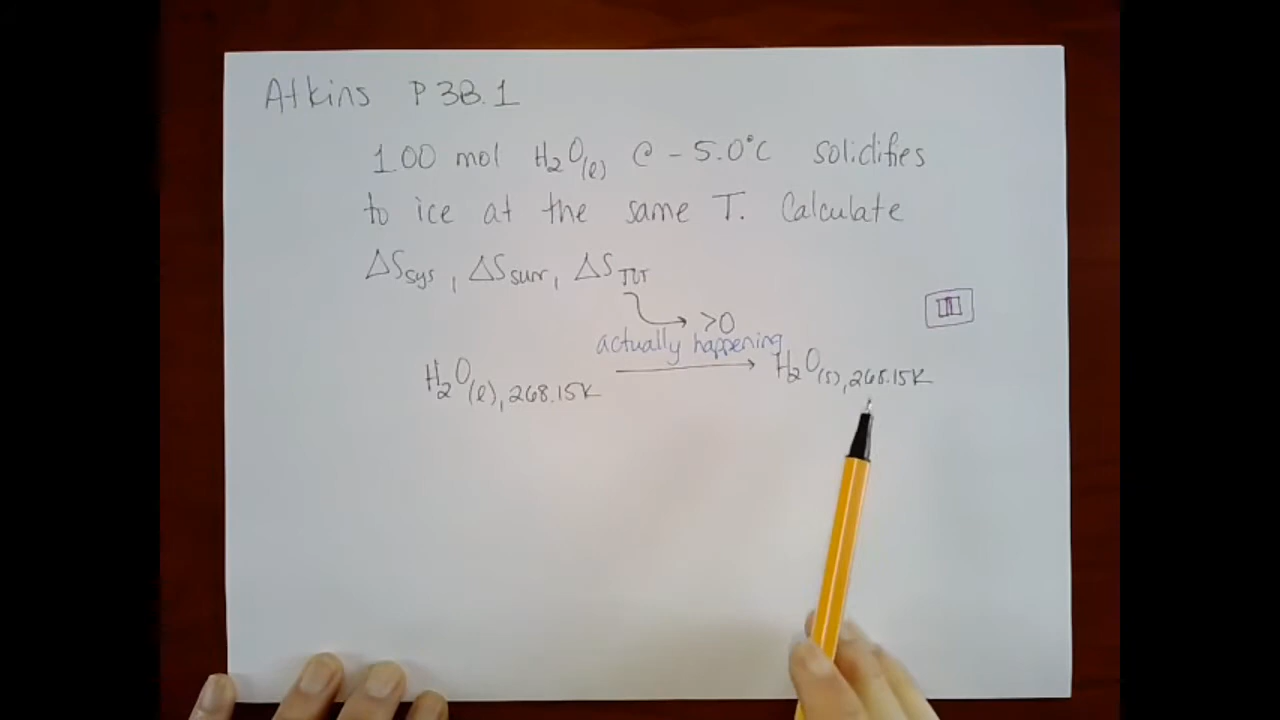 Atkins P3B.1
1.00 mol H₂O(l) @ -5.0°C solidifies
to ice at the same T. Calculate
ΔSsys, ΔSsurr, ΔSTOT
>0
actually happening
H₂O(l), 268.15K → H₂O(s), 268.15K